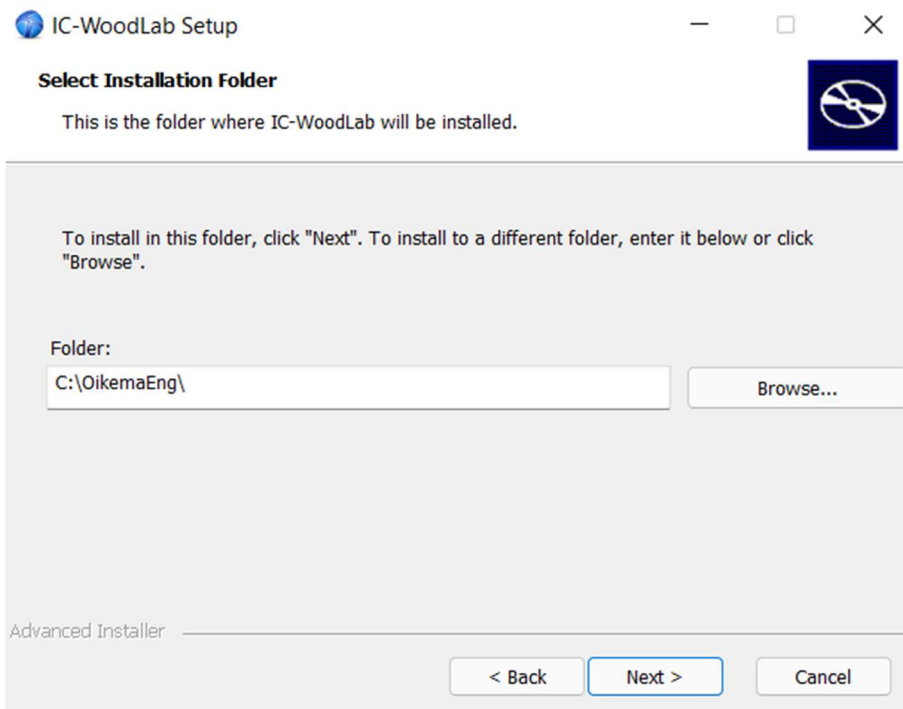 IC-WoodLab Setup
Select Installation Folder
This is the folder where IC-WoodLab will be installed.
To install in this folder, click "Next". To install to a different folder, enter it below or click
"Browse".
Folder:
C:\OikemaEng\
Browse...
Advanced Installer
< Back
Next >
Cancel